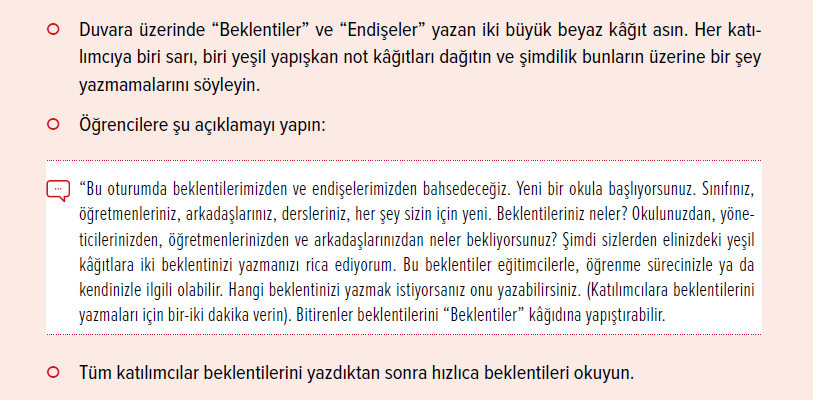 Duvara üzerinde “Beklentiler” ve “Endişeler” yazan iki büyük beyaz kâğıt asın. Her katı-
lımcıya biri sarı, biri yeşil yapışkan not kâğıtları dağıtın ve şimdilik bunların üzerine bir şey
yazmamalarını söyleyin.
Öğrencilere şu açıklamayı yapın:
“Bu oturumda beklentilerimizden ve endişelerimizden bahsedeceğiz. Yeni bir okula başlıyorsunuz. Sınıfınız,
öğretmenleriniz, arkadaşlarınız, dersleriniz, her şey sizin için yeni. Beklentileriniz neler? Okulunuzdan, yöne-
ticilerinizden, öğretmenlerinizden ve arkadaşlarınızdan neler bekliyorsunuz? Şimdi sizlerden elinizdeki yeşil
kâğıtlara iki beklentinizi yazmanızı rica ediyorum. Bu beklentiler eğitimcilerle, öğrenme sürecinizle ya da
kendinizle ilgili olabilir. Hangi beklentinizi yazmak istiyorsanız onu yazabilirsiniz. (Katılımcılara beklentilerini
yazmaları için bir-iki dakika verin). Bitirenler beklentilerini “Beklentiler” kâğıdına yapıştırabilir.
Tüm katılımcılar beklentilerini yazdıktan sonra hızlıca beklentileri okuyun.